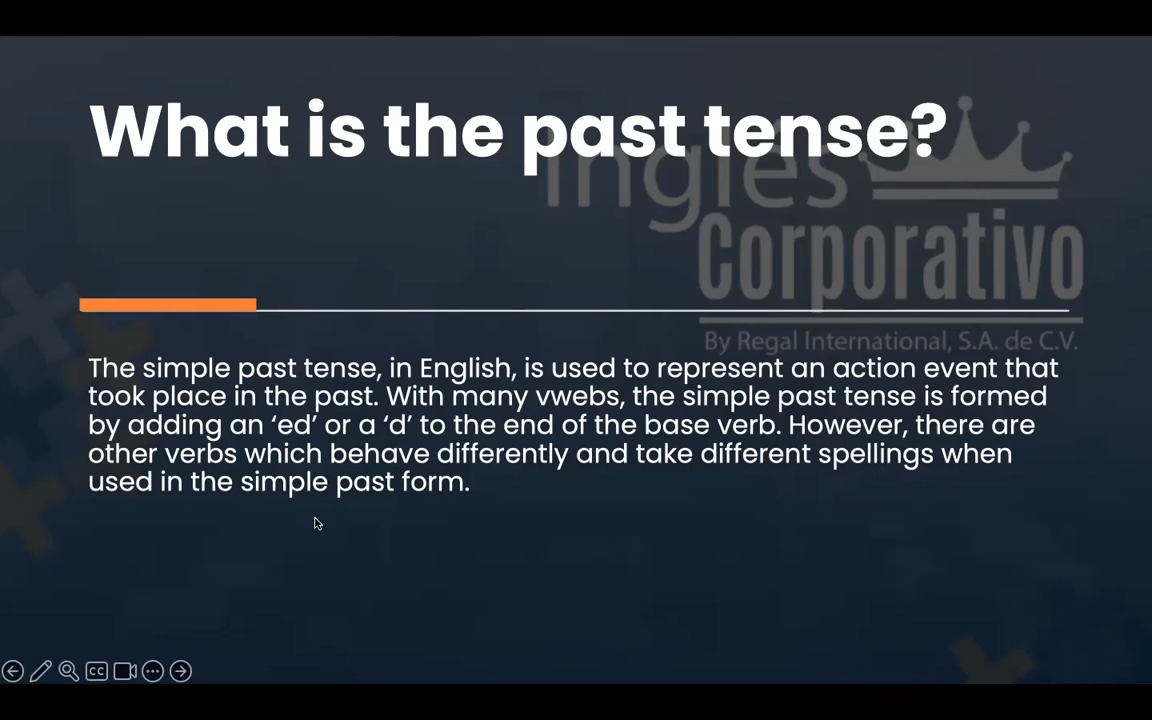 What is the past tense?
Inglés
Corporativo
By Regal International, S.A. de C.V.
The simple past tense, in English, is used to represent an action event that
took place in the past. With many vwebs, the simple past tense is formed
by adding an ‘ed’ or a ‘d’ to the end of the base verb. However, there are
other verbs which behave differently and take different spellings when
used in the simple past form.
CC